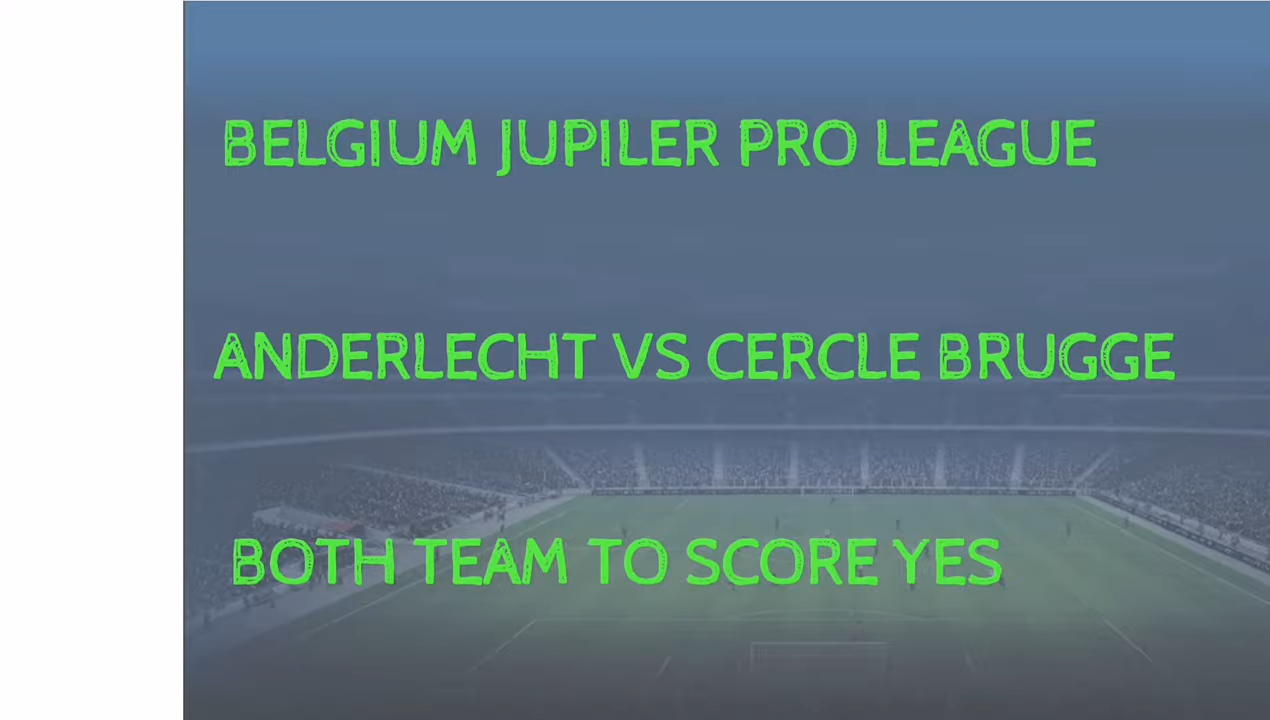 BELGIUM JUPILER PRO LEAGUE
ANDERLECHT VS CERCLE BRUGGE
BOTH TEAM TO SCORE YES